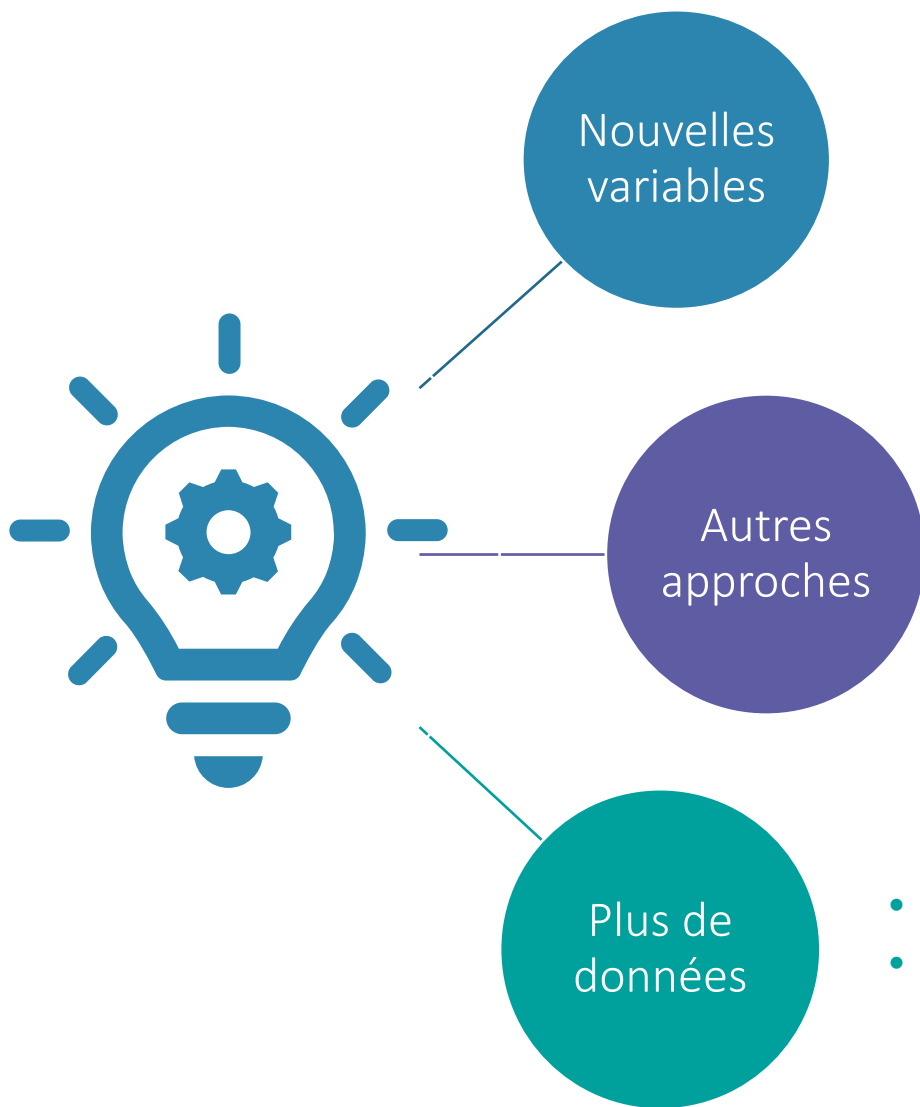 Nouvelles
variables
Autres
approches
Plus de
données